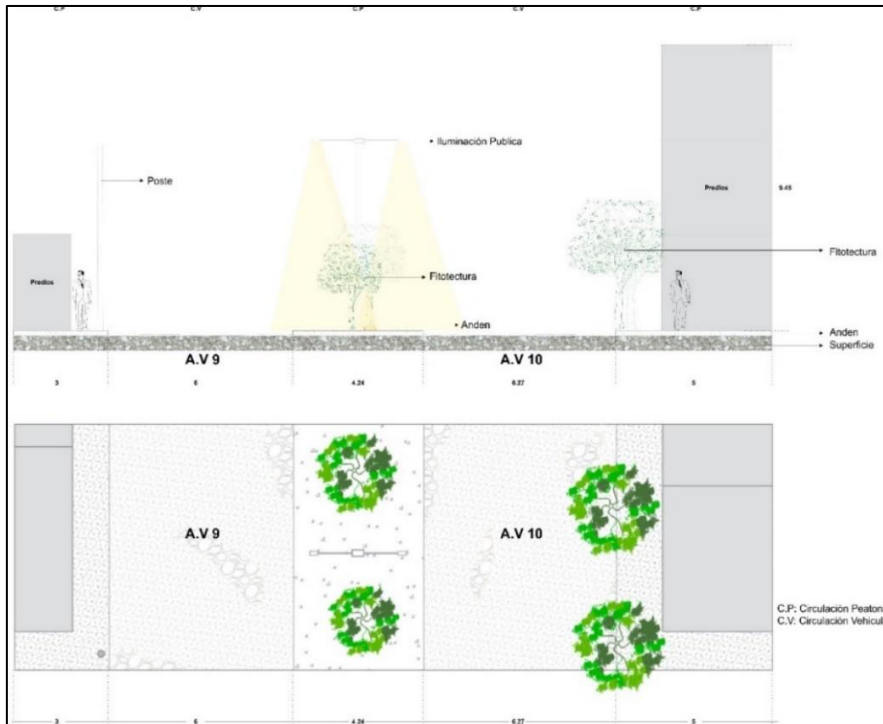 C.P C.V C.P C.V C.P
Iluminación Publica
Poste
Predios
9.45
Predios
Fitotectura
Fitotectura
Anden
Anden
Superficie
A.V 9 A.V 10
3 6 4.24 6.27 5
A.V 9 A.V 10
C.P: Circulación Peaton
C.V: Circulación Vehicul
3 6 4.24 6.27 5